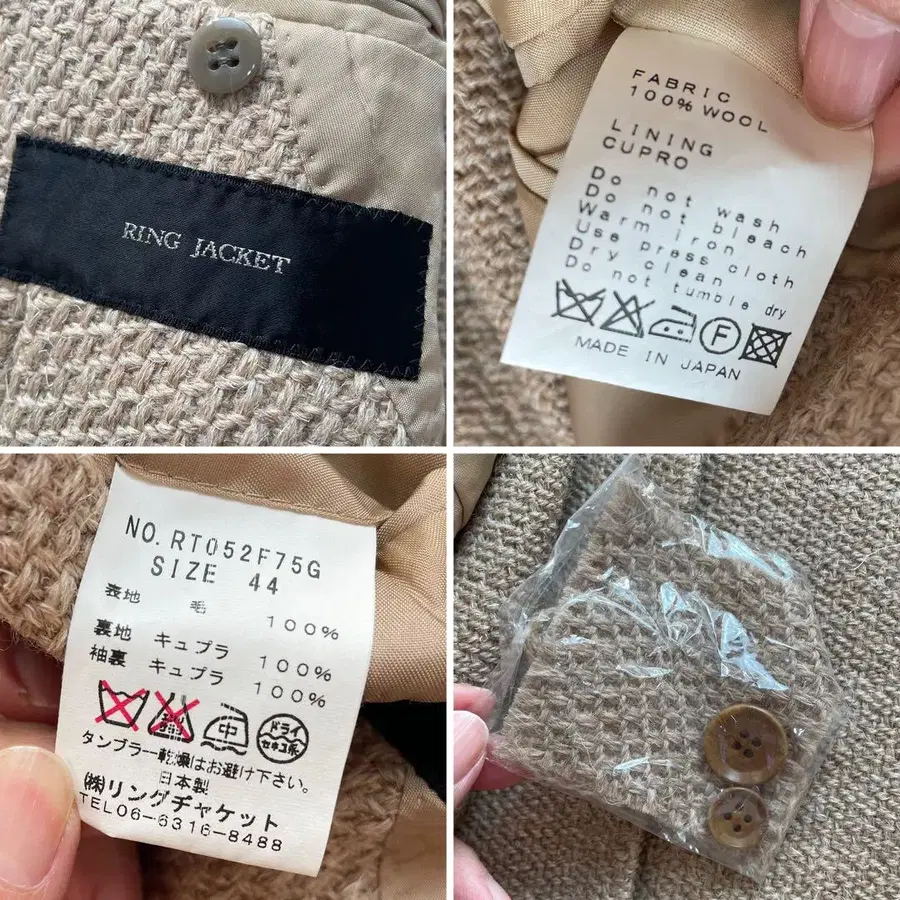 RING JACKET
FABRIC
100% WOOL
LINING
CUPRO
Do not wash
Do not bleach
Warm iron
Use press cloth
Dry clean
Do not tumble dry
F
MADE IN JAPAN
NO. RT052F75G
SIZE 44
表地 毛 100%
裏地 キュプラ 100%
袖裏 キュプラ 100%
中 ドライ セキユ系
タンブラー乾燥はお避け下さい。
日本製
㈱リングヂャケット
TEL06-6316-8488